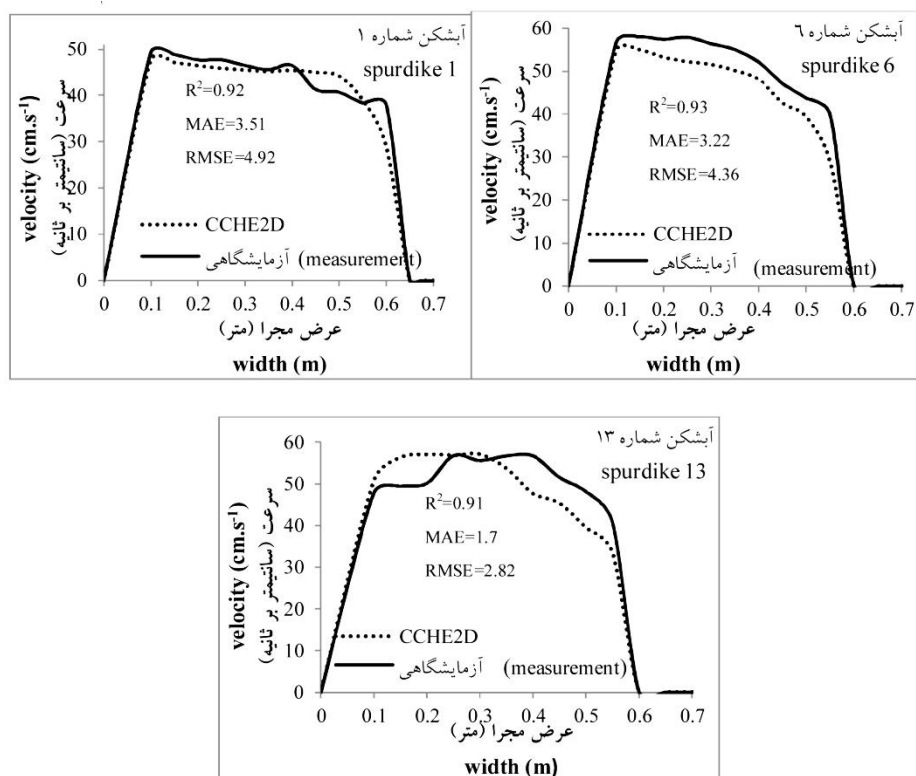 آبشکن شماره ۱
spurdike 1
R²=0.92
MAE=3.51
RMSE=4.92
CCHE2D
آزمایشگاهی (measurement)
velocity (cm.s⁻¹)
سرعت (سانتیمتر بر ثانیه)
50
40
30
20
10
0
0 0.1 0.2 0.3 0.4 0.5 0.6 0.7
عرض مجرا (متر)
width (m)
آبشکن شماره ٦
spurdike 6
R²=0.93
MAE=3.22
RMSE=4.36
CCHE2D
آزمایشگاهی (measurement)
velocity (cm.s⁻¹)
سرعت (سانتیمتر بر ثانیه)
60
50
40
30
20
10
0
0 0.1 0.2 0.3 0.4 0.5 0.6 0.7
عرض مجرا (متر)
width (m)
آبشکن شماره ۱۳
spurdike 13
R²=0.91
MAE=1.7
RMSE=2.82
CCHE2D
آزمایشگاهی (measurement)
velocity (cm.s⁻¹)
سرعت (سانتیمتر بر ثانیه)
60
50
40
30
20
10
0
0 0.1 0.2 0.3 0.4 0.5 0.6 0.7
عرض مجرا (متر)
width (m)